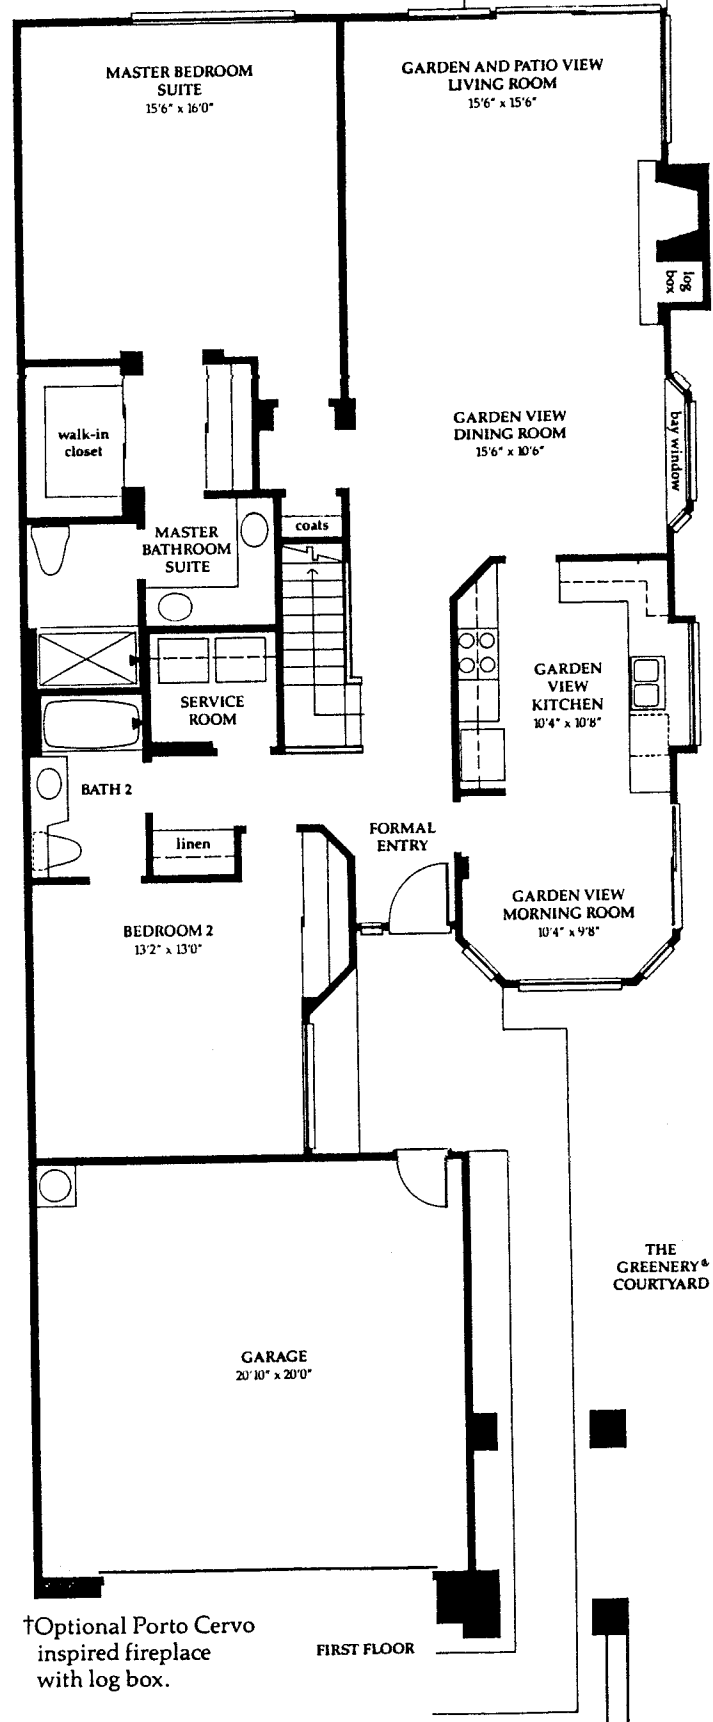 MASTER BEDROOM
SUITE
15'6" x 16'0"
GARDEN AND PATIO VIEW
LIVING ROOM
15'6" x 15'6"
log
box
GARDEN VIEW
DINING ROOM
15'6" x 10'6"
bay window
walk-in
closet
coats
MASTER
BATHROOM
SUITE
SERVICE
ROOM
GARDEN
VIEW
KITCHEN
10'4" x 10'8"
BATH 2
linen
FORMAL
ENTRY
GARDEN VIEW
MORNING ROOM
10'4" x 9'8"
BEDROOM 2
13'2" x 13'0"
THE
GREENERY®
COURTYARD
GARAGE
20'10" x 20'0"
†Optional Porto Cervo
inspired fireplace
with log box.
FIRST FLOOR